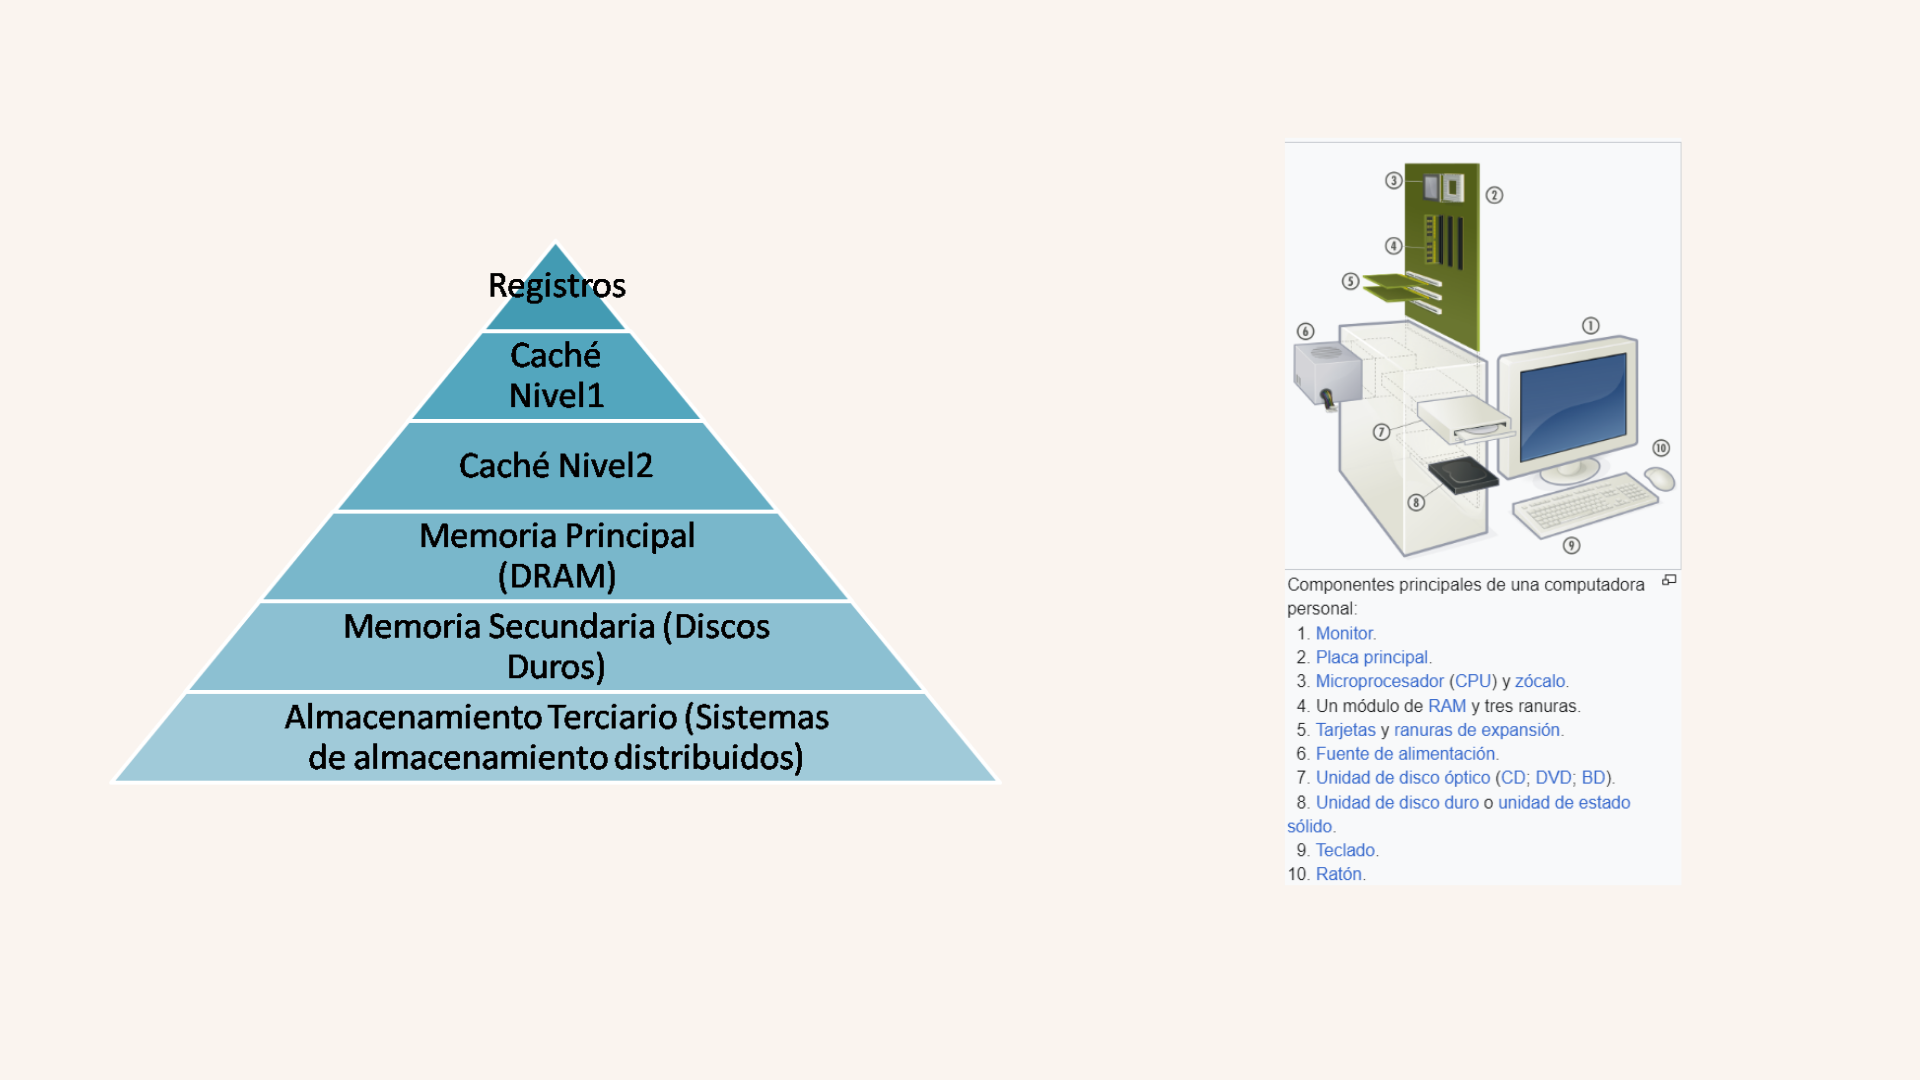 Registros
Caché
Nivel1
Caché Nivel2
Memoria Principal
(DRAM)
Memoria Secundaria (Discos
Duros)
Almacenamiento Terciario (Sistemas
de almacenamiento distribuidos)
3
2
4
5
6
1
7
10
8
9
Componentes principales de una computadora
personal:
1. Monitor.
2. Placa principal.
3. Microprocesador (CPU) y zócalo.
4. Un módulo de RAM y tres ranuras.
5. Tarjetas y ranuras de expansión.
6. Fuente de alimentación.
7. Unidad de disco óptico (CD; DVD; BD).
8. Unidad de disco duro o unidad de estado
sólido.
9. Teclado.
10. Ratón.